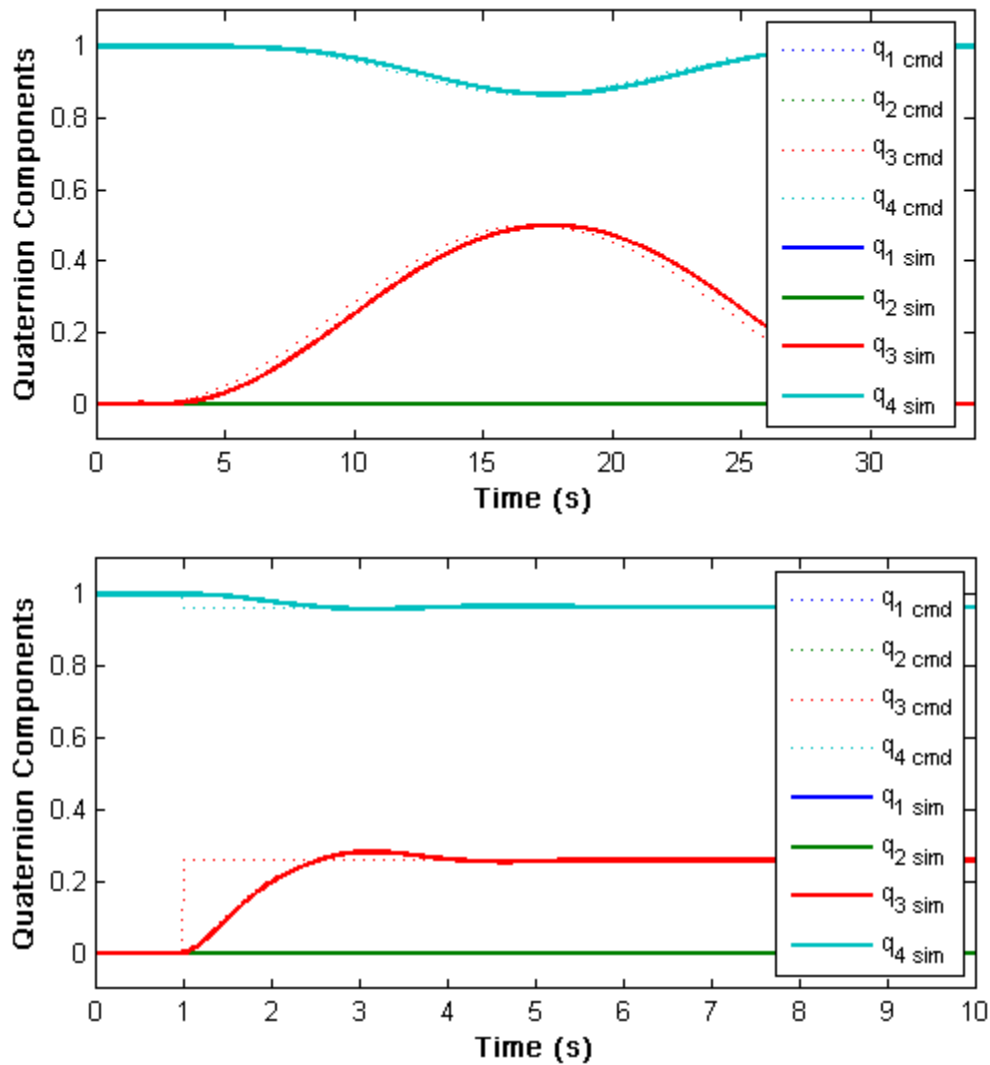 Quaternion Components
1
0.8
0.6
0.4
0.2
0
0 5 10 15 20 25 30
Time (s)
q1 cmd
q2 cmd
q3 cmd
q4 cmd
q1 sim
q2 sim
q3 sim
q4 sim
Quaternion Components
1
0.8
0.6
0.4
0.2
0
0 1 2 3 4 5 6 7 8 9 10
Time (s)
q1 cmd
q2 cmd
q3 cmd
q4 cmd
q1 sim
q2 sim
q3 sim
q4 sim